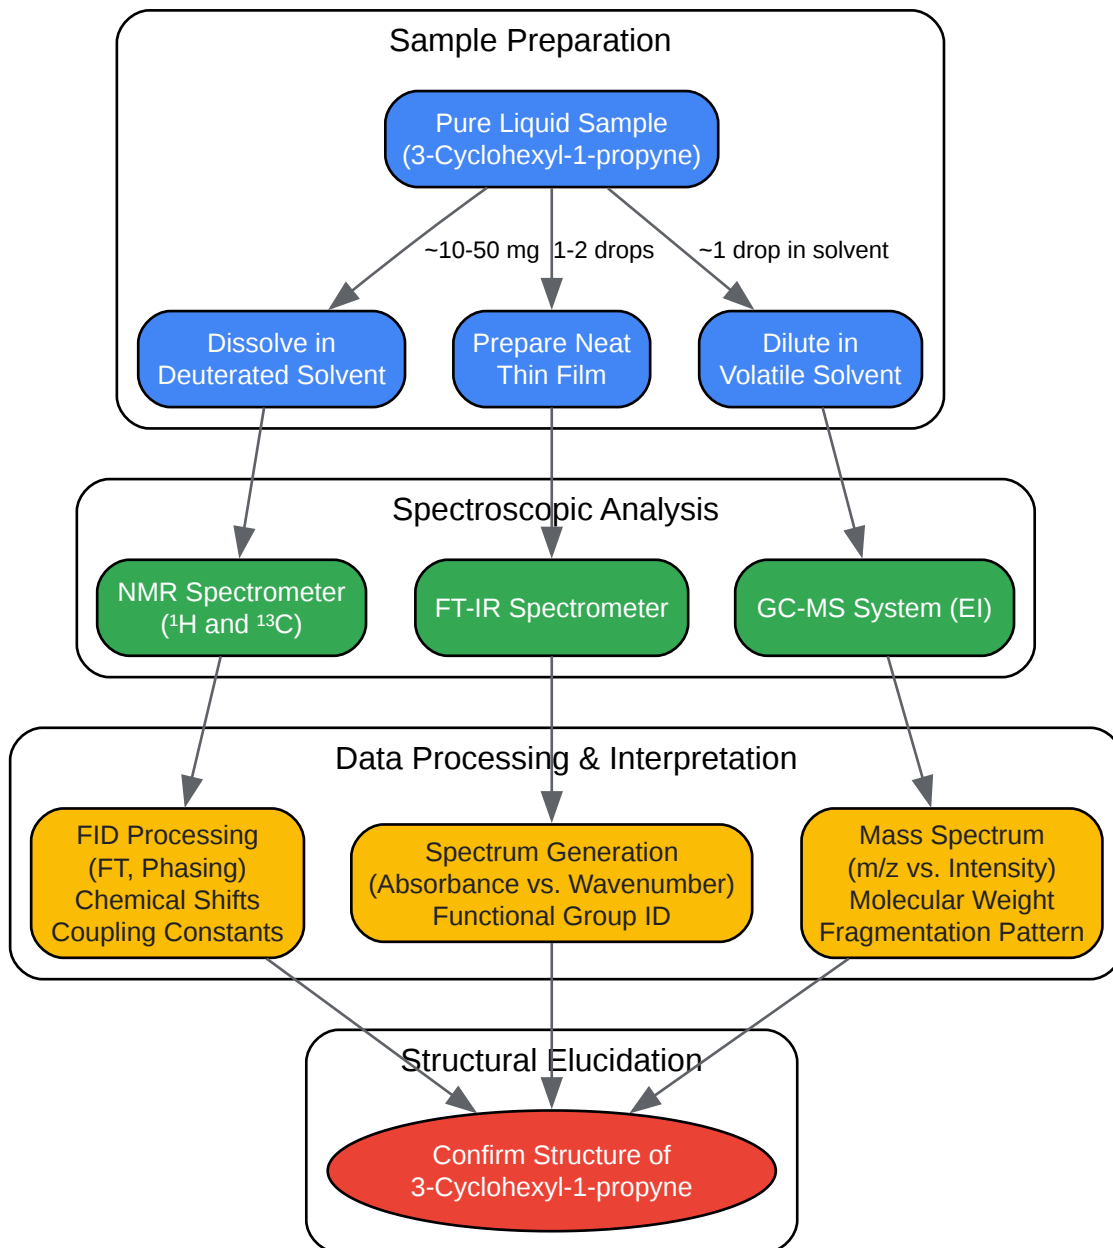 Sample Preparation
Pure Liquid Sample
(3-Cyclohexyl-1-propyne)
~10-50 mg
1-2 drops
~1 drop in solvent
Dissolve in
Deuterated Solvent
Prepare Neat
Thin Film
Dilute in
Volatile Solvent
Spectroscopic Analysis
NMR Spectrometer
(¹H and ¹³C)
FT-IR Spectrometer
GC-MS System (EI)
Data Processing & Interpretation
FID Processing
(FT, Phasing)
Chemical Shifts
Coupling Constants
Spectrum Generation
(Absorbance vs. Wavenumber)
Functional Group ID
Mass Spectrum
(m/z vs. Intensity)
Molecular Weight
Fragmentation Pattern
Structural Elucidation
Confirm Structure of
3-Cyclohexyl-1-propyne